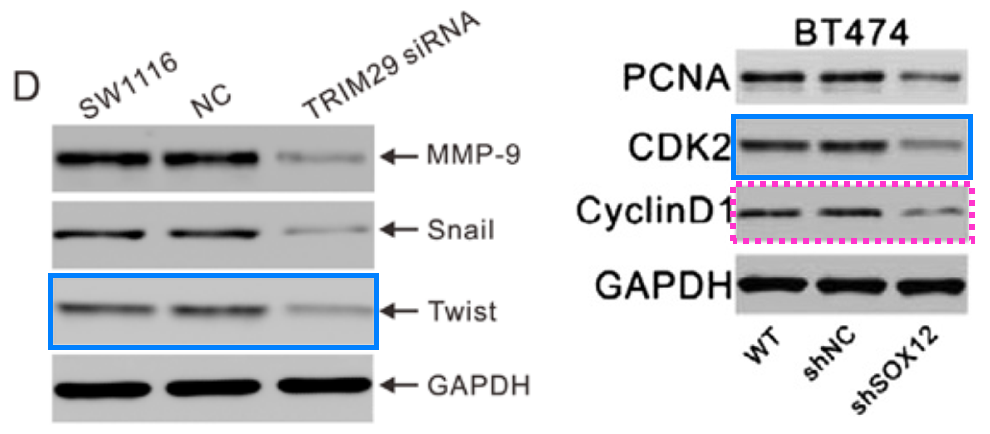 D
SW1116
NC
TRIM29 siRNA
MMP-9
Snail
Twist
GAPDH
BT474
PCNA
CDK2
CyclinD1
GAPDH
WT
shNC
shSOX12